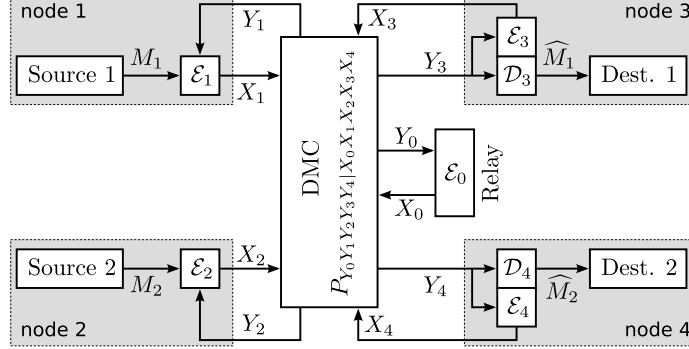 node 1
Y₁
X₃
node 3
Source 1
M₁
ℰ₁
X₁
Y₃
ℰ₃
𝒟₃
M̂₁
Dest. 1
DMC
P_{Y₀Y₁Y₂Y₃Y₄|X₀X₁X₂X₃X₄}
Y₀
ℰ₀
X₀
Relay
Source 2
M₂
ℰ₂
X₂
Y₄
𝒟₄
ℰ₄
M̂₂
Dest. 2
node 2
Y₂
X₄
node 4